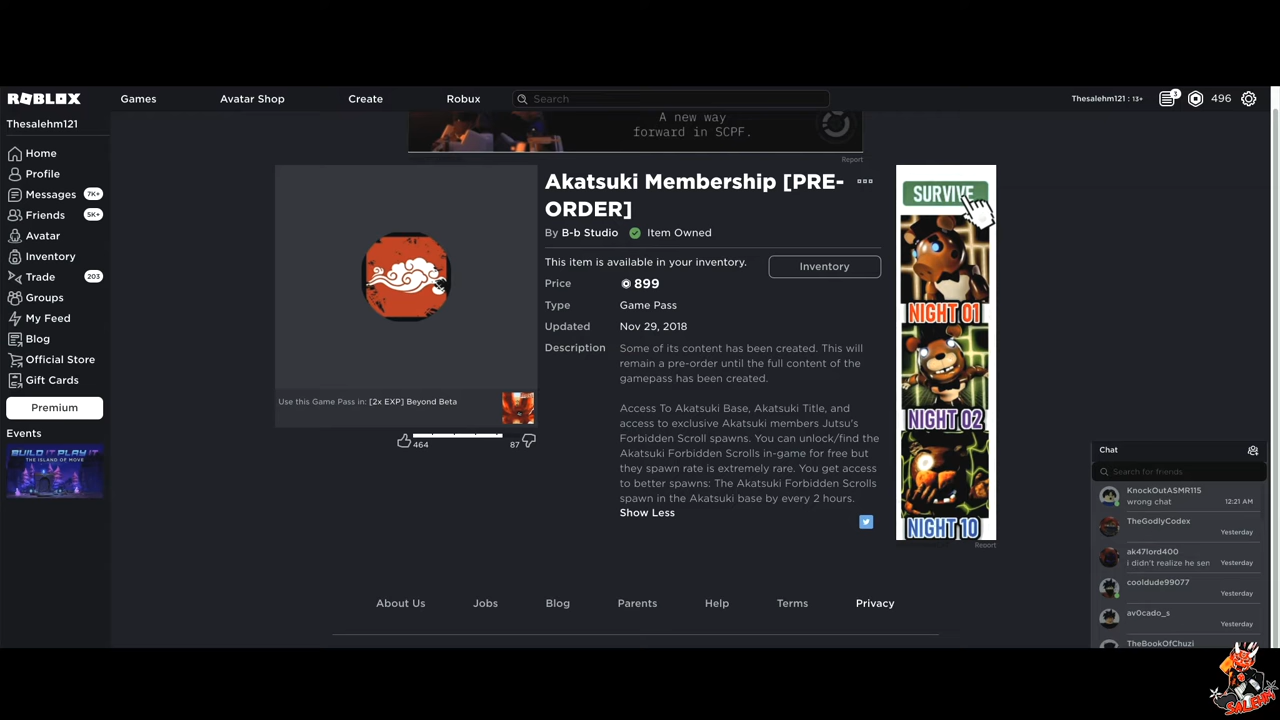 ROBLOX
Games
Avatar Shop
Create
Robux
Search
Thesalehm121 : 13+
3
496
Thesalehm121
Home
Profile
Messages
7K+
Friends
5K+
Avatar
Inventory
Trade
203
Groups
My Feed
Blog
Official Store
Gift Cards
Premium
Events
BUILD IT PLAY IT
THE ISLAND OF MOVE
A new way
forward in SCPF.
Report
Akatsuki Membership [PRE-
ORDER]
By B-b Studio
Item Owned
This item is available in your inventory.
Inventory
Price
899
Type
Game Pass
Updated
Nov 29, 2018
Description
Some of its content has been created. This will
remain a pre-order until the full content of the
gamepass has been created.
Access To Akatsuki Base, Akatsuki Title, and
access to exclusive Akatsuki members Jutsu's
Forbidden Scroll spawns. You can unlock/find the
Akatsuki Forbidden Scrolls in-game for free but
they spawn rate is extremely rare. You get access
to better spawns: The Akatsuki Forbidden Scrolls
spawn in the Akatsuki base by every 2 hours.
Show Less
Use this Game Pass in: [2x EXP] Beyond Beta
464
87
SURVIVE
NIGHT 01
NIGHT 02
NIGHT 10
Report
Chat
Search for friends
KnockOutASMR115
wrong chat
12:21 AM
TheGodlyCodex
Yesterday
ak47lord400
i didn't realize he sen
Yesterday
cooldude99077
Yesterday
av0cado_s
Yesterday
TheBookOfChuzi
About Us
Jobs
Blog
Parents
Help
Terms
Privacy
SALEHM